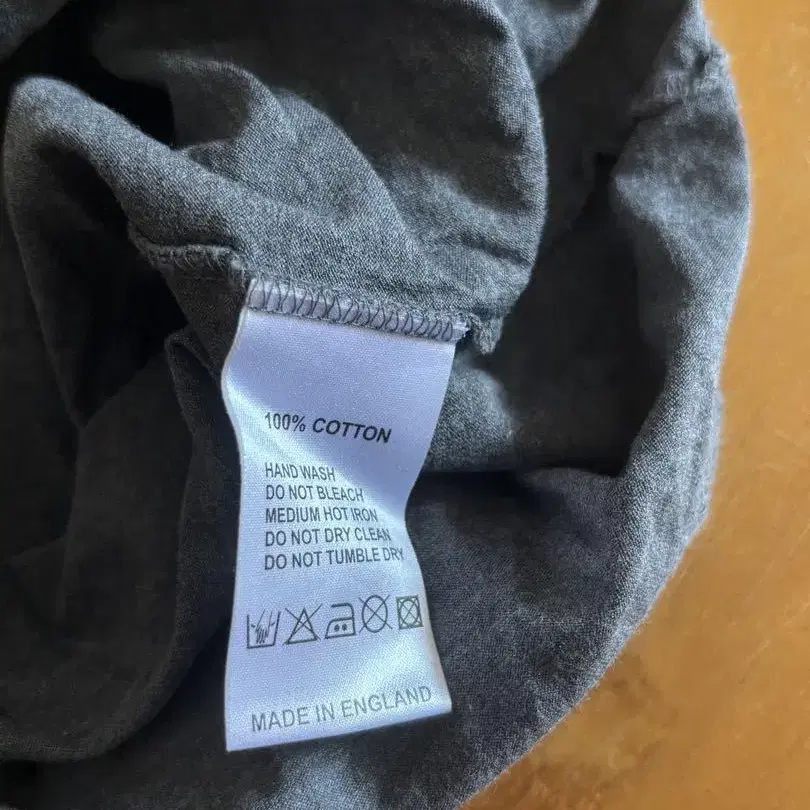 100% COTTON
HAND WASH
DO NOT BLEACH
MEDIUM HOT IRON
DO NOT DRY CLEAN
DO NOT TUMBLE DRY
MADE IN ENGLAND